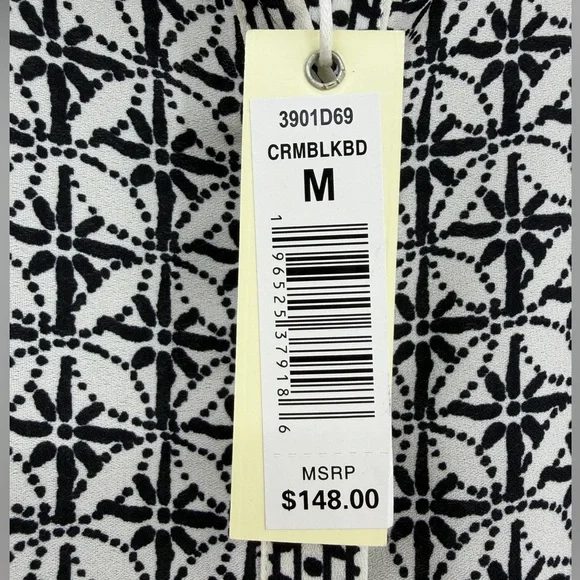 3901D69
CRMBLKBD
M
1 96525 37918 6
MSRP
$148.00